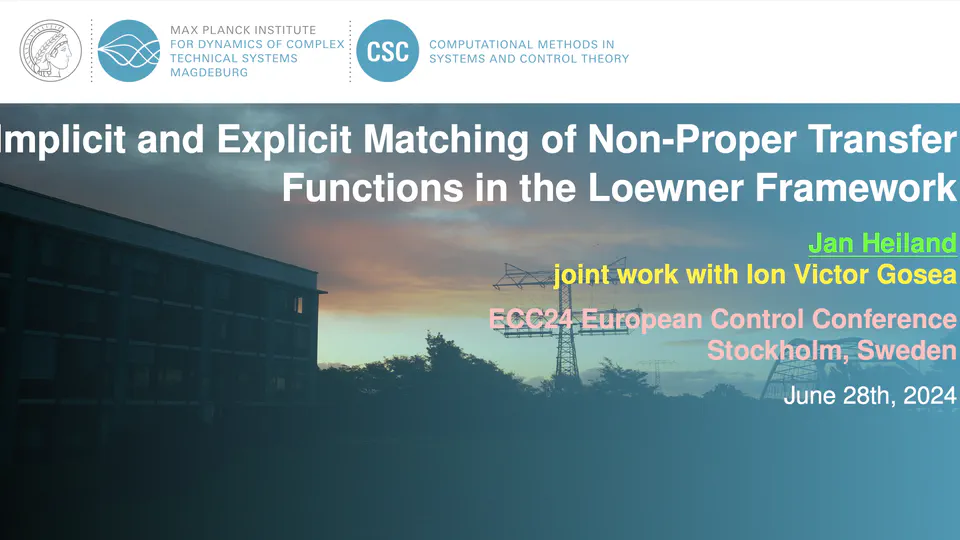 MAX PLANCK INSTITUTE
FOR DYNAMICS OF COMPLEX
TECHNICAL SYSTEMS
MAGDEBURG
CSC
COMPUTATIONAL METHODS IN
SYSTEMS AND CONTROL THEORY
Implicit and Explicit Matching of Non-Proper Transfer
Functions in the Loewner Framework
Jan Heiland
joint work with Ion Victor Gosea
ECC24 European Control Conference
Stockholm, Sweden
June 28th, 2024